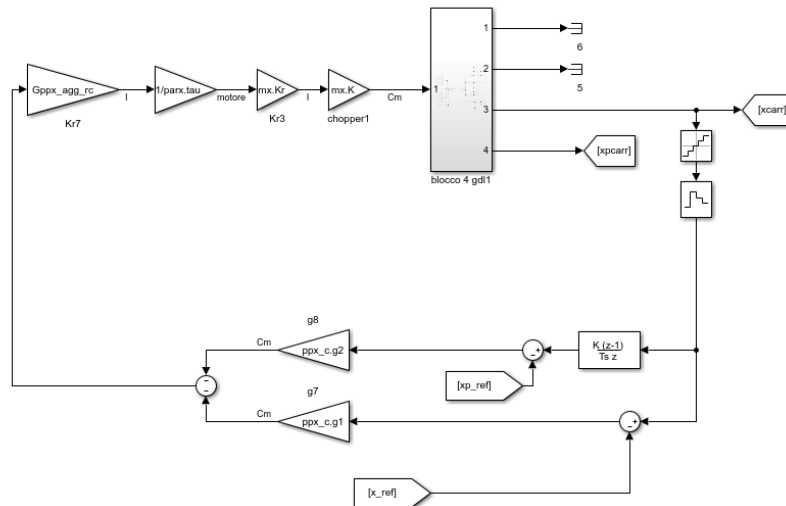 1
6
2
5
Gppx_agg_rc
I
Kr7
1/parx.tau
motore
mx.Kr
I
Kr3
mx.K
Cm
chopper1
1
3
[xcarr]
4
[xpcarr]
blocco 4 gdl1
g8
Cm
ppx_c.g2
- +
K (z-1)
Ts z
[xp_ref]
-
-
g7
Cm
ppx_c.g1
- +
[x_ref]